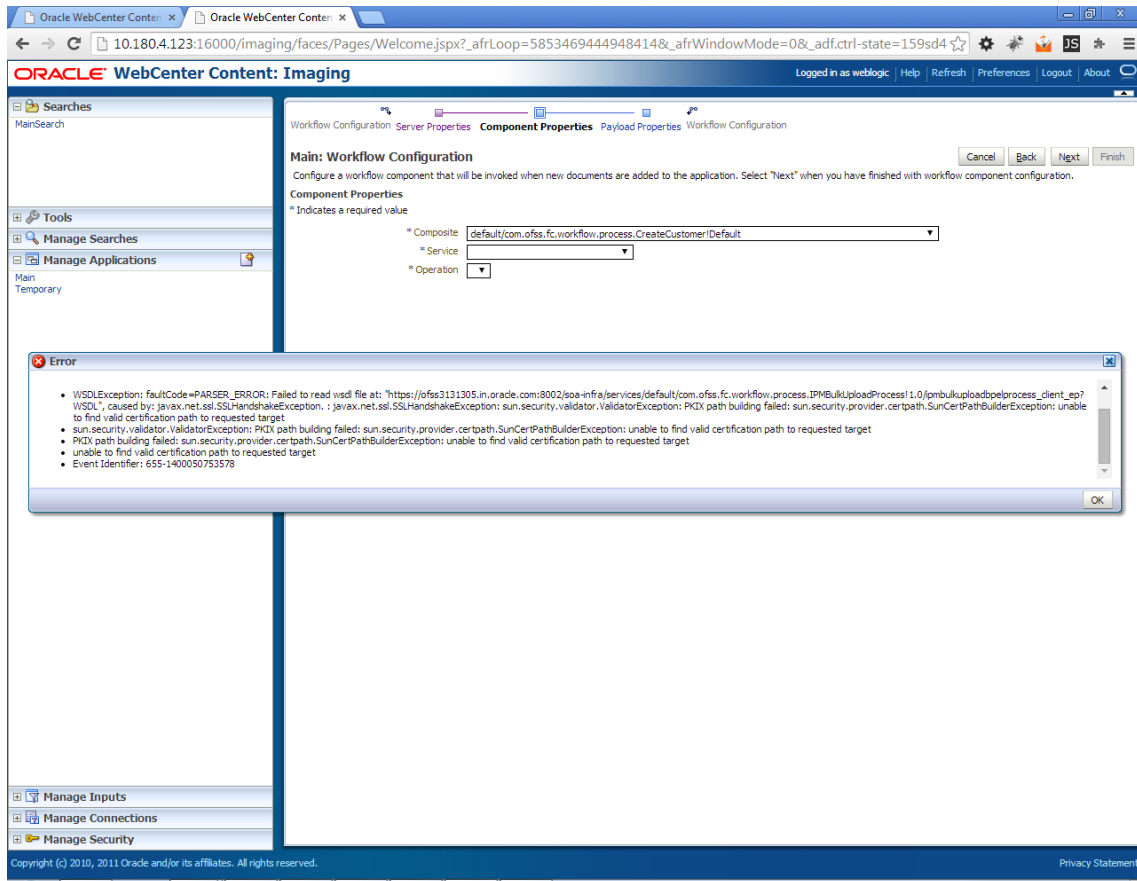 Oracle WebCenter Conten
Oracle WebCenter Conten
10.180.4.123:16000/imaging/faces/Pages/Welcome.jspx?_afrLoop=5853469444948414&_afrWindowMode=0&_adf.ctrl-state=159sd4
JS
ORACLE WebCenter Content: Imaging
Logged in as weblogic Help Refresh Preferences Logout About
Searches
MainSearch
Tools
Manage Searches
Manage Applications
Main
Temporary
Workflow Configuration Server Properties Component Properties Payload Properties Workflow Configuration
Main: Workflow Configuration
Cancel Back Next Finish
Configure a workflow component that will be invoked when new documents are added to the application. Select "Next" when you have finished with workflow component configuration.
Component Properties
* Indicates a required value
* Composite default/com.ofss.fc.workflow.process.CreateCustomer!Default
* Service
* Operation
Error
• WSDLException: faultCode=PARSER_ERROR: Failed to read wsdl file at: "https://ofss3131305.in.oracle.com:8002/soa-infra/services/default/com.ofss.fc.workflow.process.IPMBulkUploadProcess!1.0/ipmbulkuploadbpelprocess_client_ep?
WSDL", caused by: javax.net.ssl.SSLHandshakeException. : javax.net.ssl.SSLHandshakeException: sun.security.validator.ValidatorException: PKIX path building failed: sun.security.provider.certpath.SunCertPathBuilderException: unable
to find valid certification path to requested target
• sun.security.validator.ValidatorException: PKIX path building failed: sun.security.provider.certpath.SunCertPathBuilderException: unable to find valid certification path to requested target
• PKIX path building failed: sun.security.provider.certpath.SunCertPathBuilderException: unable to find valid certification path to requested target
• unable to find valid certification path to requested target
• Event Identifier: 655-1400050753578
OK
Manage Inputs
Manage Connections
Manage Security
Copyright (c) 2010, 2011 Oracle and/or its affiliates. All rights reserved.
Privacy Statement